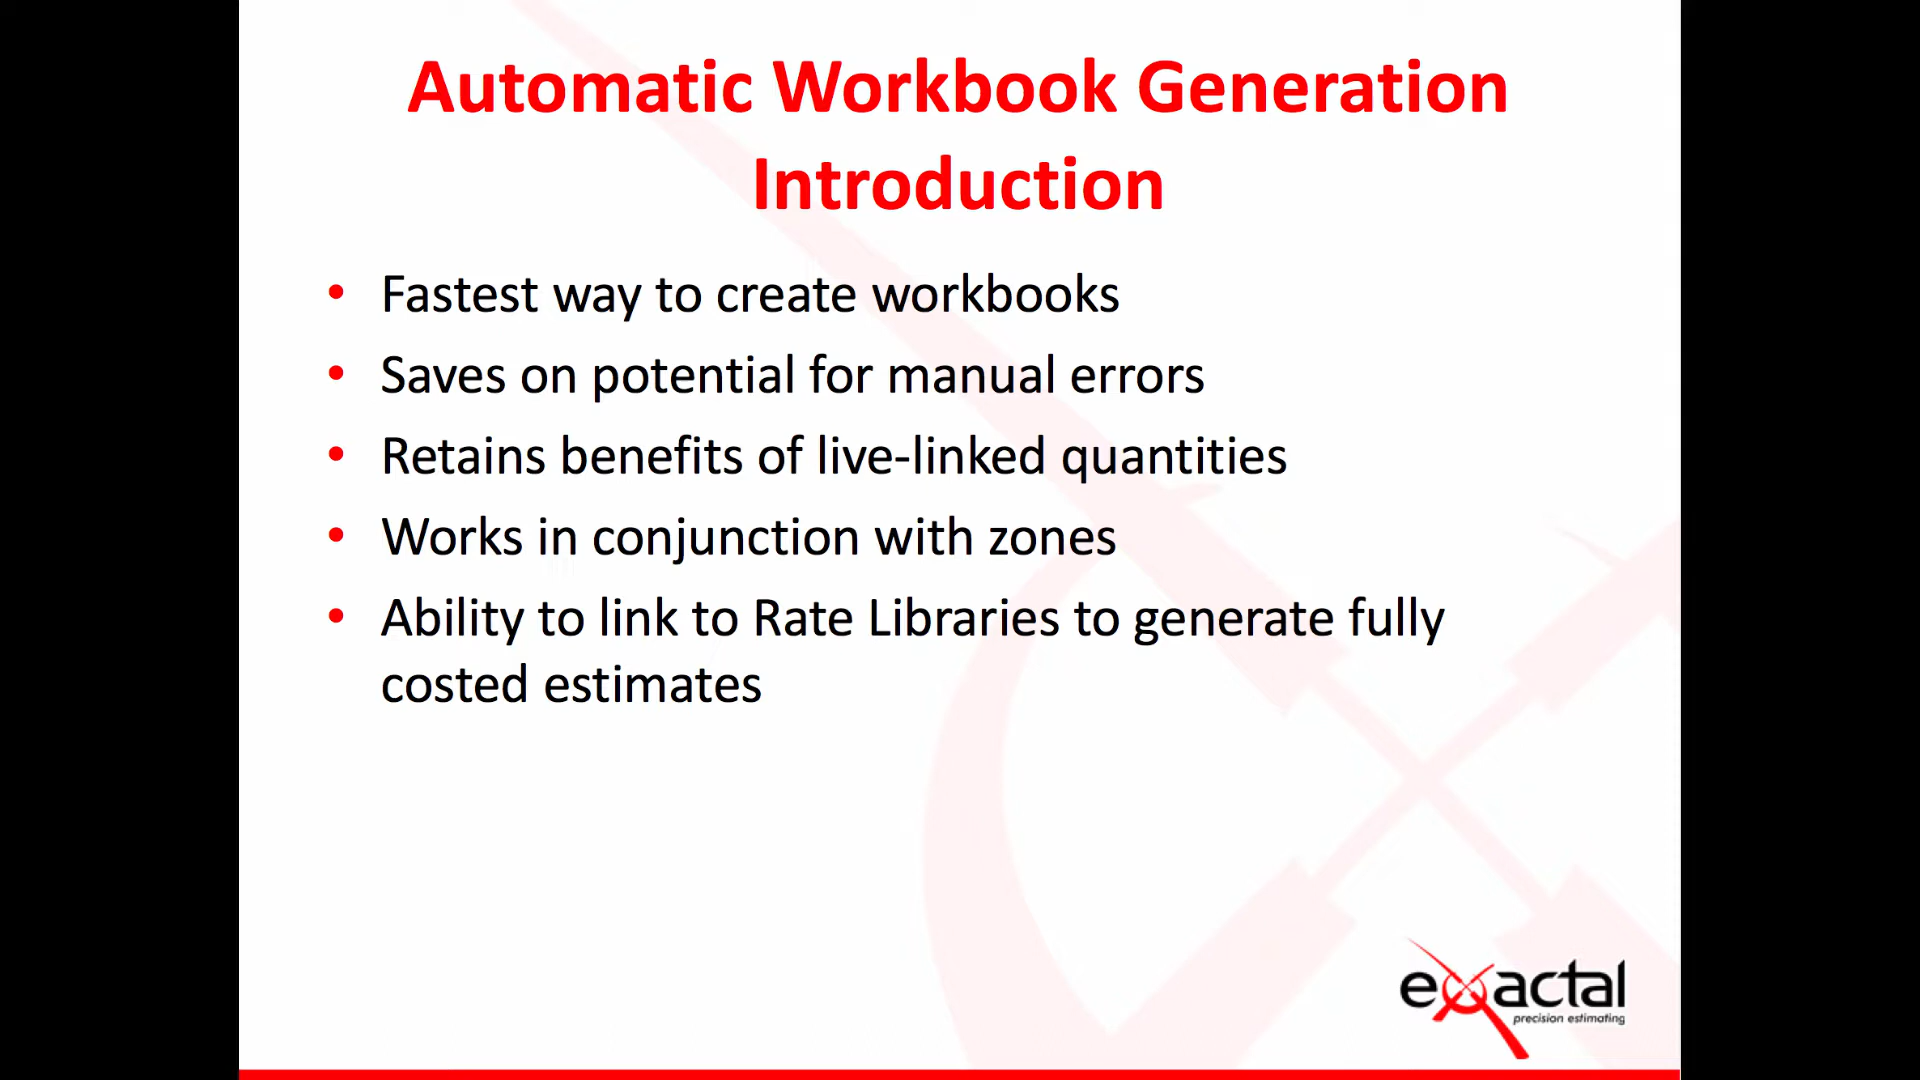 Automatic Workbook Generation
Introduction
• Fastest way to create workbooks
• Saves on potential for manual errors
• Retains benefits of live-linked quantities
• Works in conjunction with zones
• Ability to link to Rate Libraries to generate fully
costed estimates
exactal
precision estimating